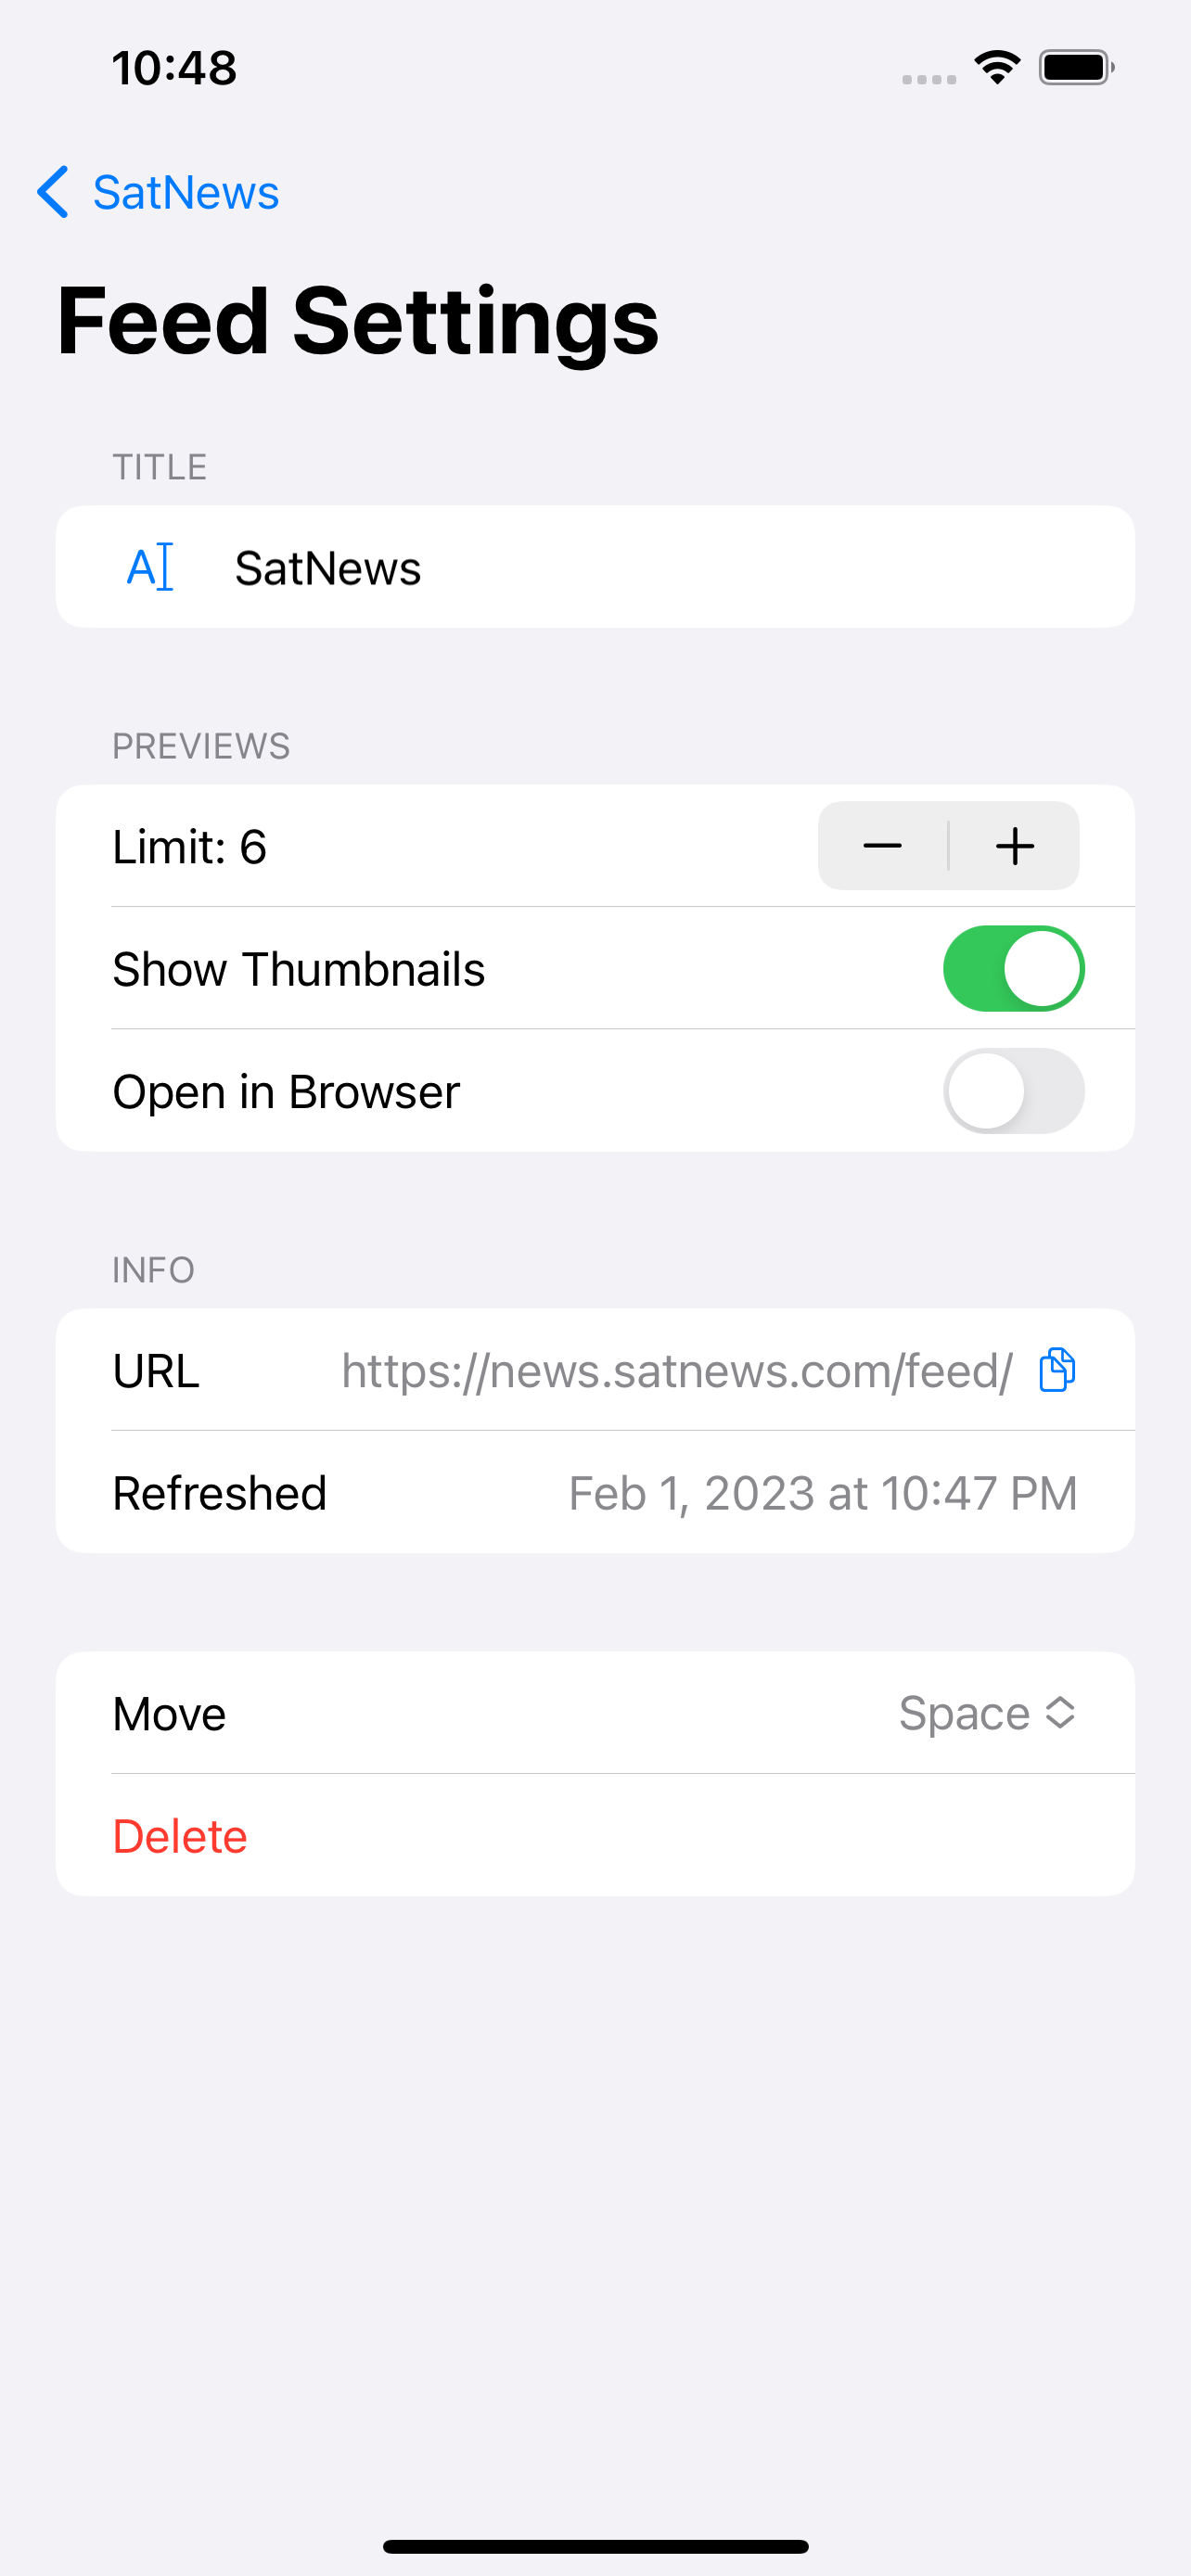 10:48
SatNews
Feed Settings
TITLE
SatNews
PREVIEWS
Limit: 6
Show Thumbnails
Open in Browser
INFO
URL https://news.satnews.com/feed/
Refreshed Feb 1, 2023 at 10:47 PM
Move Space
Delete